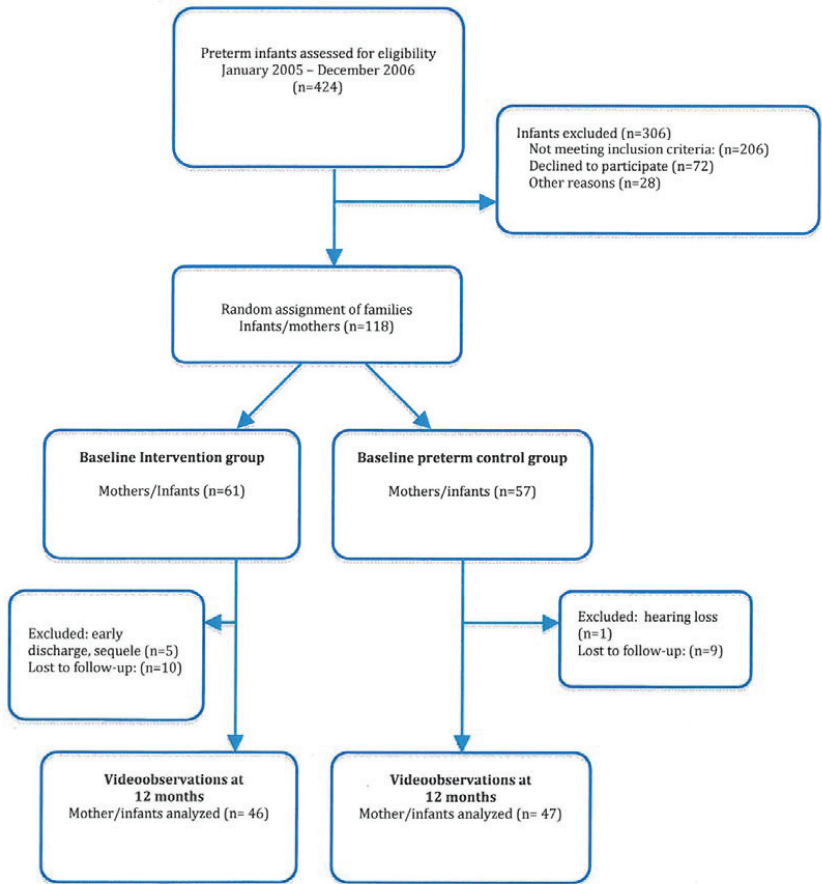 Preterm infants assessed for eligibility
January 2005 – December 2006
(n=424)
Infants excluded (n=306)
Not meeting inclusion criteria: (n=206)
Declined to participate (n=72)
Other reasons (n=28)
Random assignment of families
Infants/mothers (n=118)
Baseline Intervention group
Mothers/Infants (n=61)
Baseline preterm control group
Mothers/infants (n=57)
Excluded: early
discharge, sequele (n=5)
Lost to follow-up: (n=10)
Excluded: hearing loss
(n=1)
Lost to follow-up: (n=9)
Videoobservations at
12 months
Mother/infants analyzed (n= 46)
Videoobservations at
12 months
Mother/infants analyzed (n= 47)